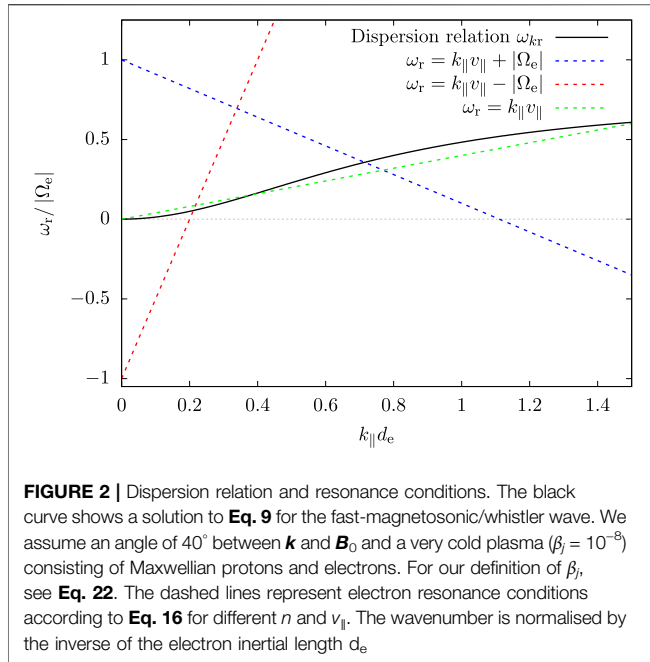 Dispersion relation ω_kr
ω_r = k_∥v_∥ + |Ω_e|
ω_r = k_∥v_∥ − |Ω_e|
ω_r = k_∥v_∥
1
0.5
0
−0.5
−1
ω_r/ |Ω_e|
0 0.2 0.4 0.6 0.8 1 1.2 1.4
k_∥d_e
FIGURE 2 | Dispersion relation and resonance conditions. The black
curve shows a solution to Eq. 9 for the fast-magnetosonic/whistler wave. We
assume an angle of 40° between k and B₀ and a very cold plasma (β_j = 10⁻⁸)
consisting of Maxwellian protons and electrons. For our definition of β_j,
see Eq. 22. The dashed lines represent electron resonance conditions
according to Eq. 16 for different n and v_∥. The wavenumber is normalised by
the inverse of the electron inertial length d_e